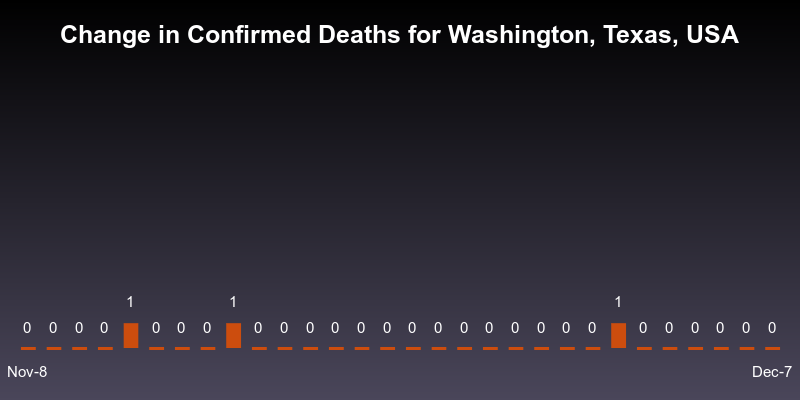 Change in Confirmed Deaths for Washington, Texas, USA
1 1 1
0 0 0 0 0 0 0 0 0 0 0 0 0 0 0 0 0 0 0 0 0 0 0 0 0 0 0
Nov-8 Dec-7